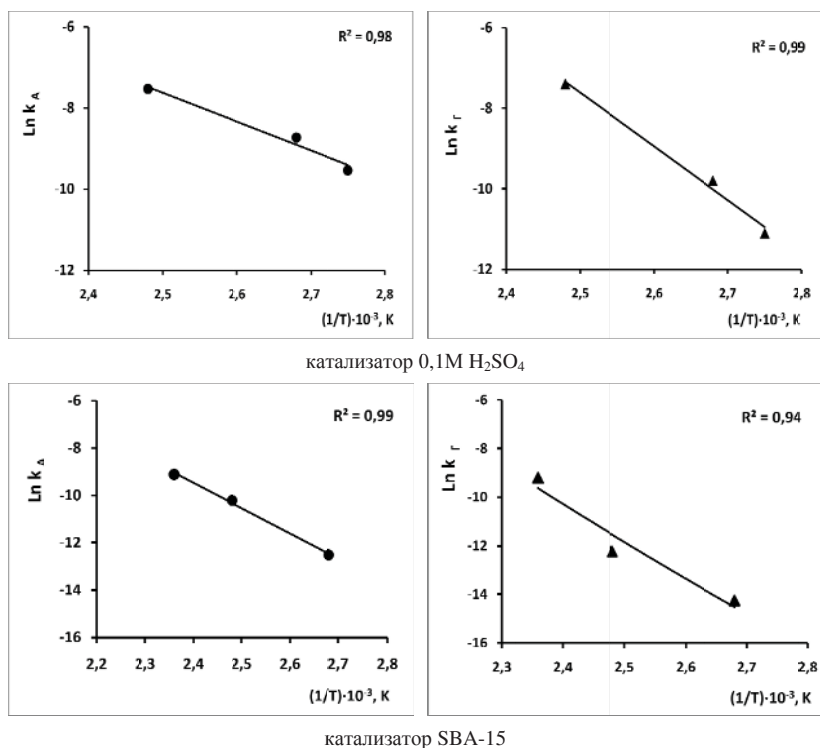 R² = 0,98
Ln k А
-6
-8
-10
-12
2,4 2,5 2,6 2,7 2,8
(1/T)·10⁻³, K
R² = 0,99
Ln k Г
-6
-8
-10
-12
2,4 2,5 2,6 2,7 2,8
(1/T)·10⁻³, K
катализатор 0,1М H₂SO₄
R² = 0,99
Ln k А
-6
-8
-10
-12
-14
-16
2,2 2,3 2,4 2,5 2,6 2,7 2,8
(1/T)·10⁻³, K
R² = 0,94
Ln k Г
-6
-8
-10
-12
-14
-16
2,3 2,4 2,5 2,6 2,7 2,8
(1/T)·10⁻³, K
катализатор SBA-15